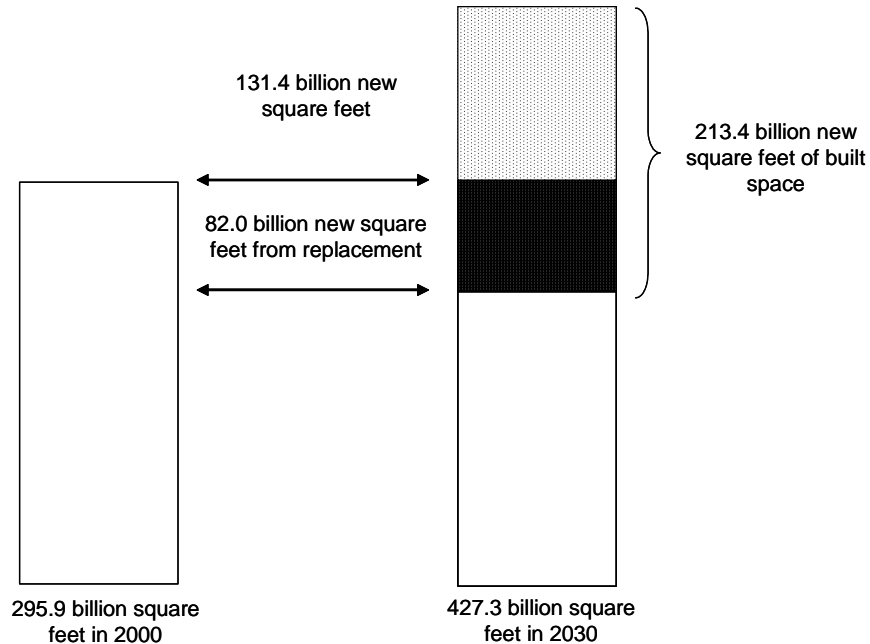 131.4 billion new
square feet
213.4 billion new
square feet of built
space
82.0 billion new square
feet from replacement
295.9 billion square
feet in 2000
427.3 billion square
feet in 2030